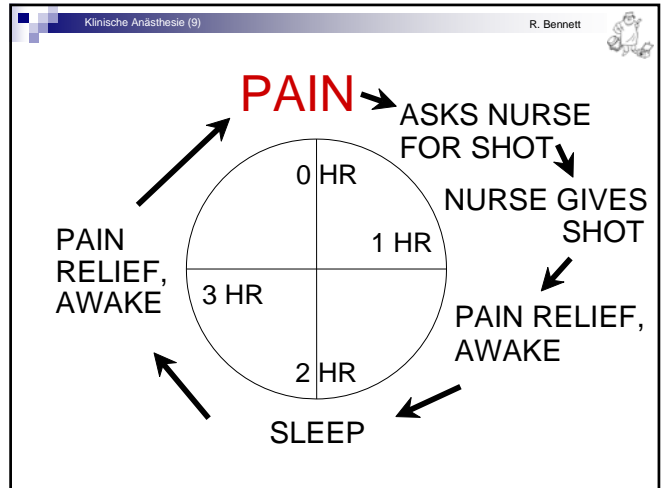 Klinische Anästhesie (9)
R. Bennett
PAIN
ASKS NURSE
FOR SHOT
NURSE GIVES
SHOT
PAIN RELIEF,
AWAKE
SLEEP
PAIN
RELIEF,
AWAKE
0 HR
1 HR
2 HR
3 HR